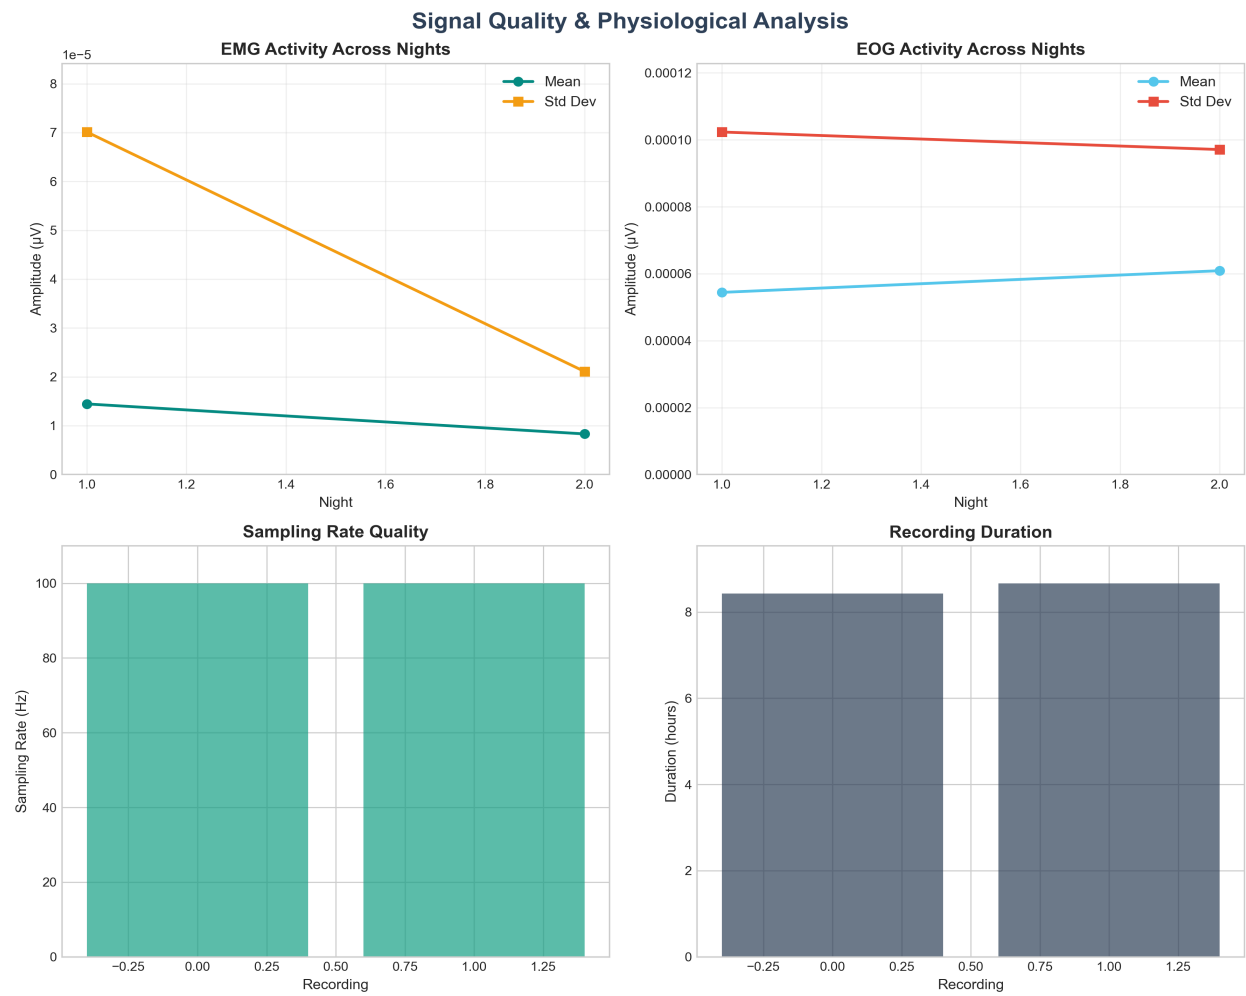 Signal Quality & Physiological Analysis
EMG Activity Across Nights
1e−5
Mean
Std Dev
8
7
6
5
4
3
2
1
0
Amplitude (µV)
1.0 1.2 1.4 1.6 1.8 2.0
Night
EOG Activity Across Nights
Mean
Std Dev
0.00012
0.00010
0.00008
0.00006
0.00004
0.00002
0.00000
Amplitude (µV)
1.0 1.2 1.4 1.6 1.8 2.0
Night
Sampling Rate Quality
100
80
60
40
20
0
Sampling Rate (Hz)
−0.25 0.00 0.25 0.50 0.75 1.00 1.25
Recording
Recording Duration
8
6
4
2
0
Duration (hours)
−0.25 0.00 0.25 0.50 0.75 1.00 1.25
Recording